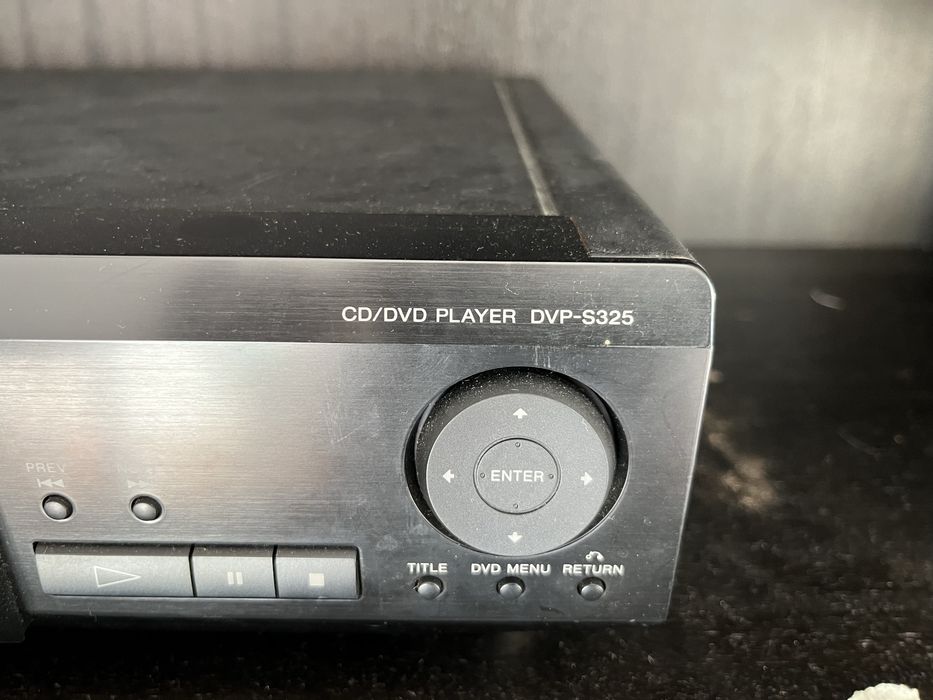 CD/DVD PLAYER DVP-S325
ENTER
PREV
TITLE DVD MENU RETURN